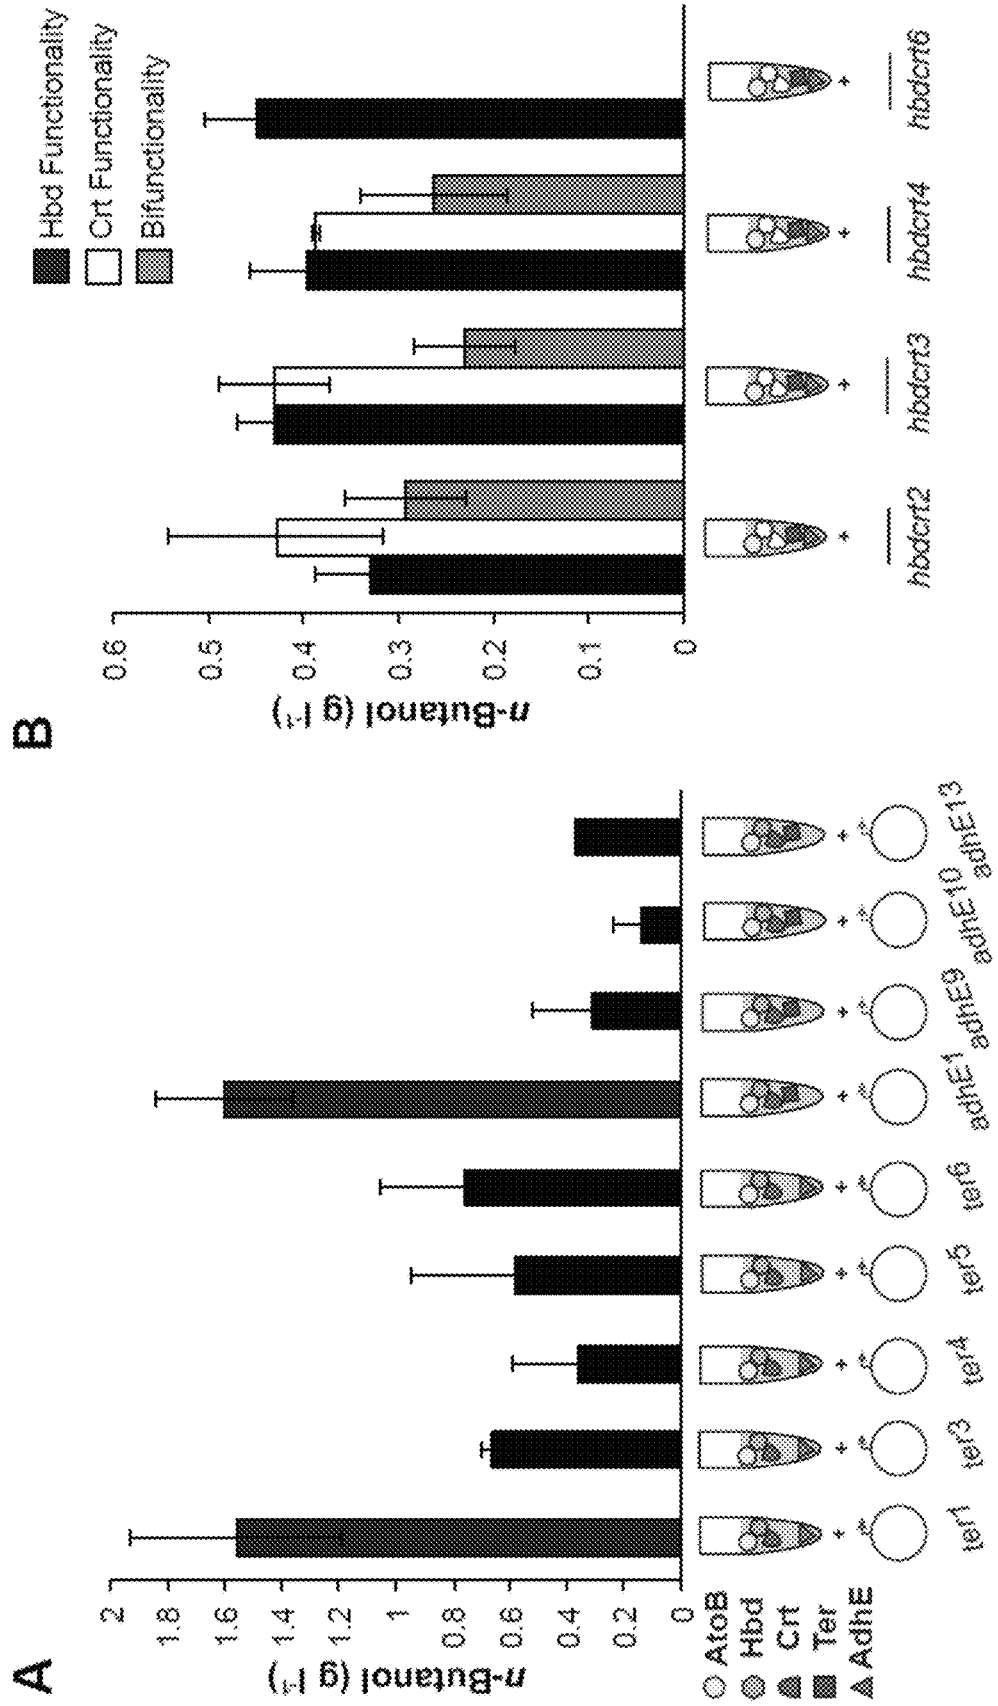 A
n-Butanol (g l-1)
2
1.8
1.6
1.4
1.2
1
0.8
0.6
0.4
0.2
0
AtoB
Hbd
Crt
Ter
AdhE
+ + + + + + + + +
ter1 ter3 ter4 ter5 ter6 adhE1 adhE9 adhE10 adhE13
B
n-Butanol (g l-1)
0.6
0.5
0.4
0.3
0.2
0.1
0
Hbd Functionality
Crt Functionality
Bifunctionality
+ + + +
hbdcrt2 hbdcrt3 hbdcrt4 hbdcrt6